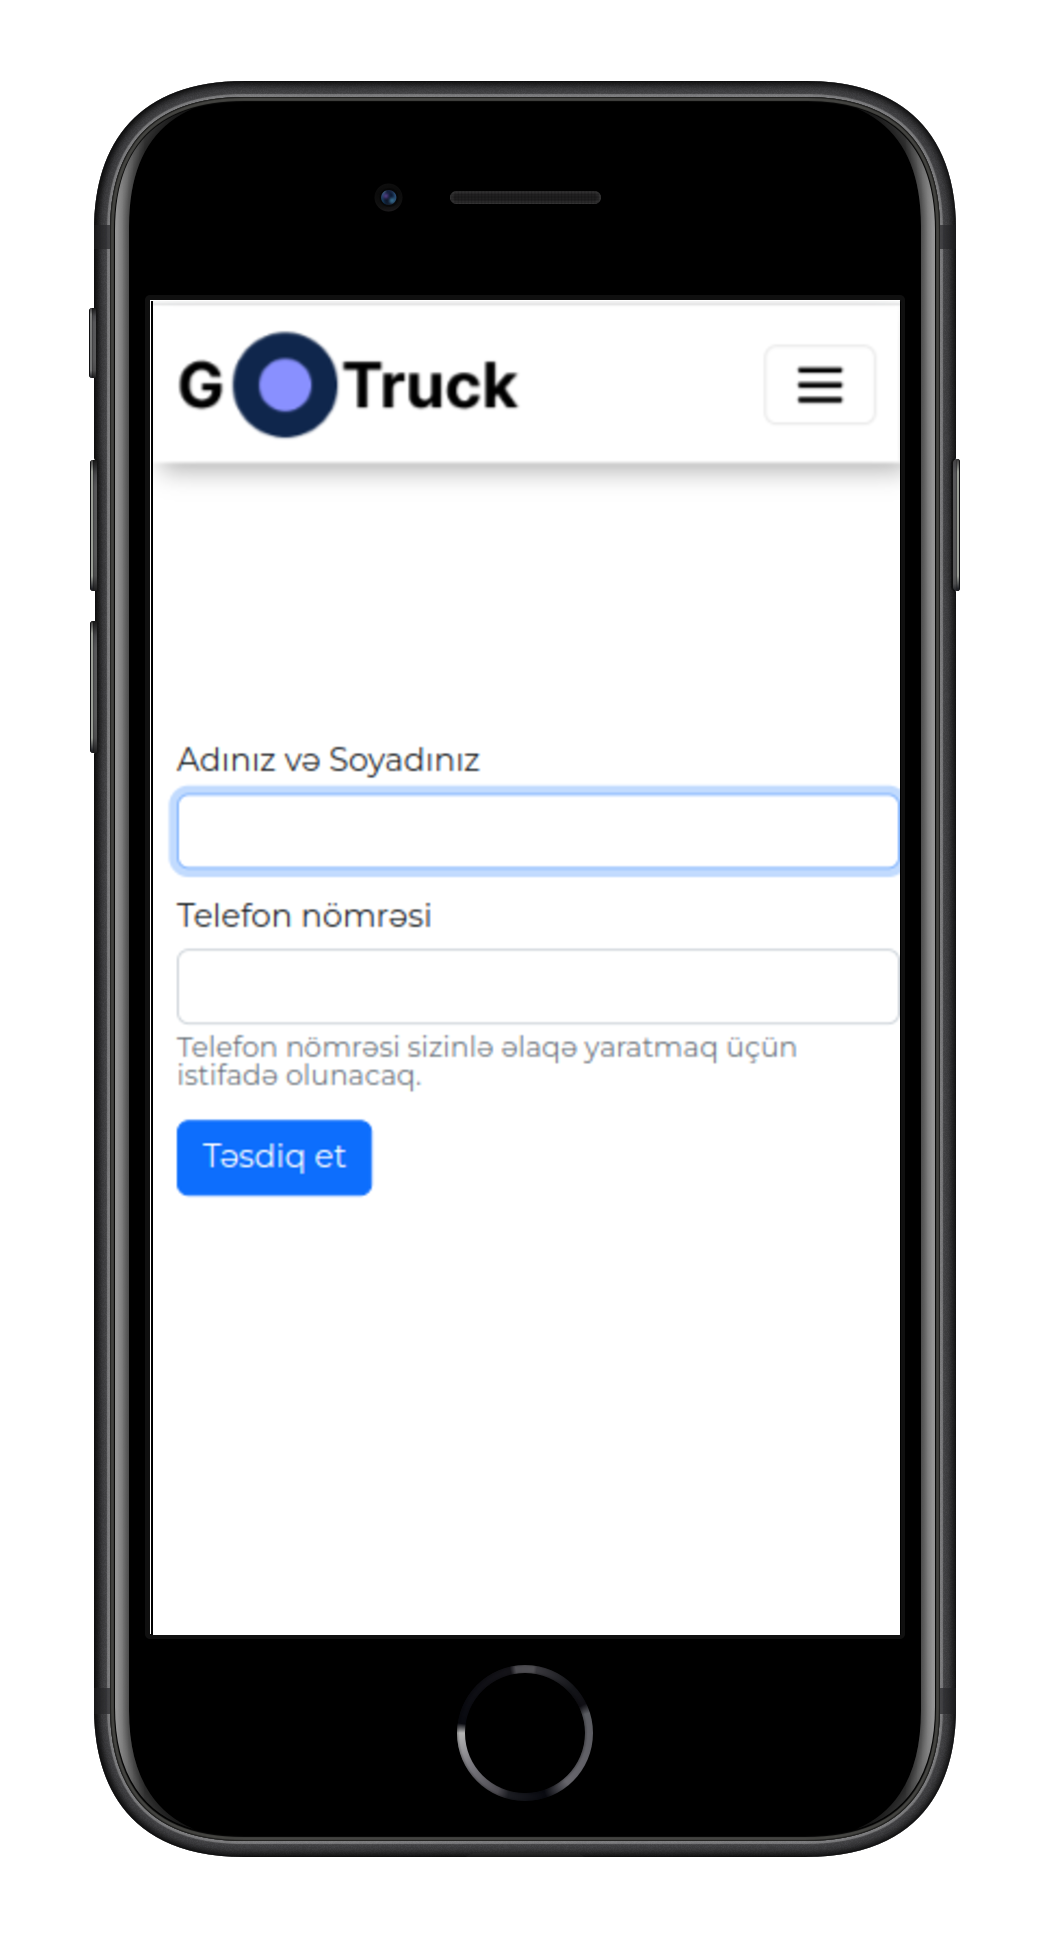 G Truck
Adınız və Soyadınız
Telefon nömrəsi
Telefon nömrəsi sizinlə əlaqə yaratmaq üçün
istifadə olunacaq.
Təsdiq et